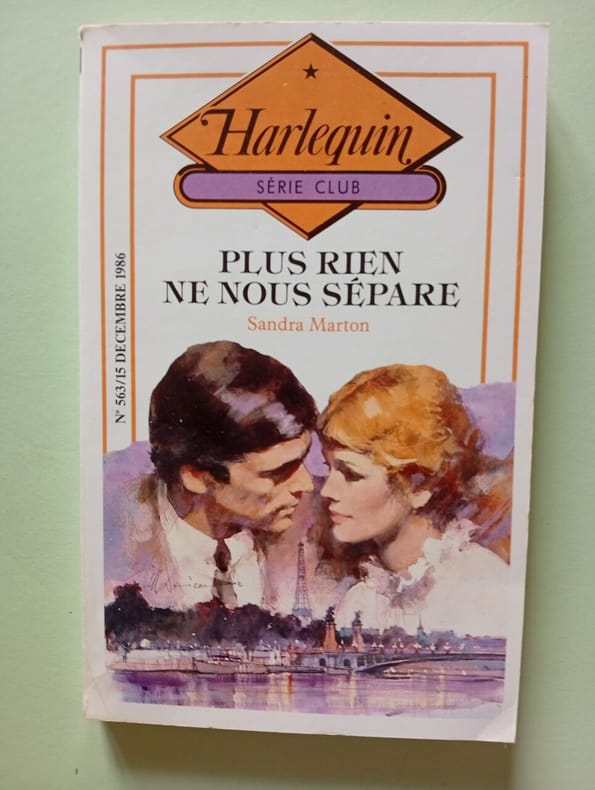 Harlequin
SÉRIE CLUB
PLUS RIEN
NE NOUS SÉPARE
Sandra Marton
N° 563/15 DECEMBRE 1986